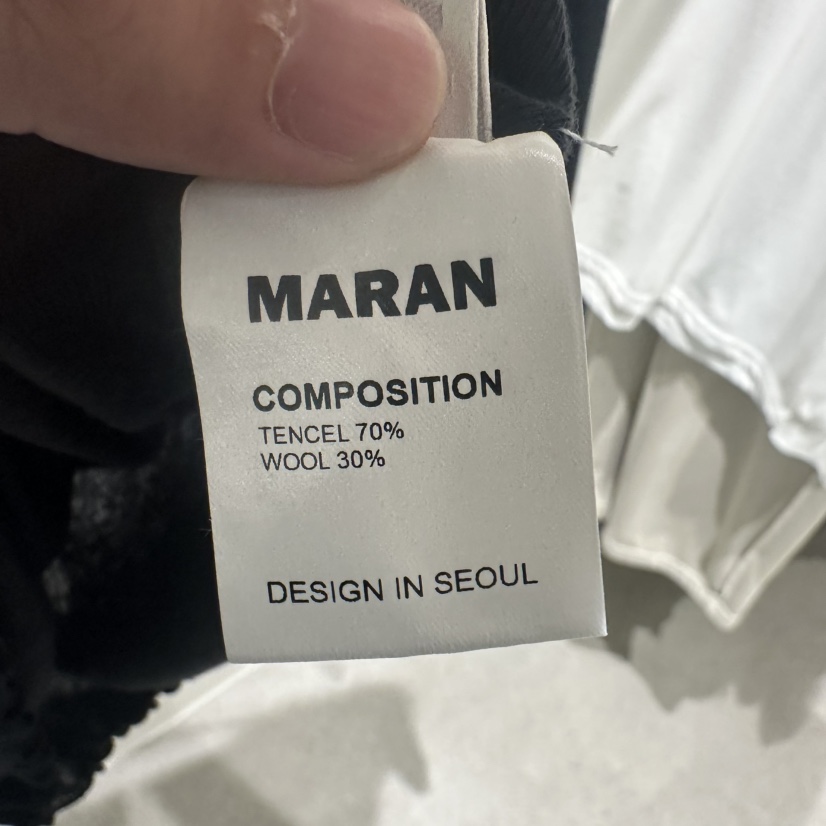 MARAN
COMPOSITION
TENCEL 70%
WOOL 30%
DESIGN IN SEOUL